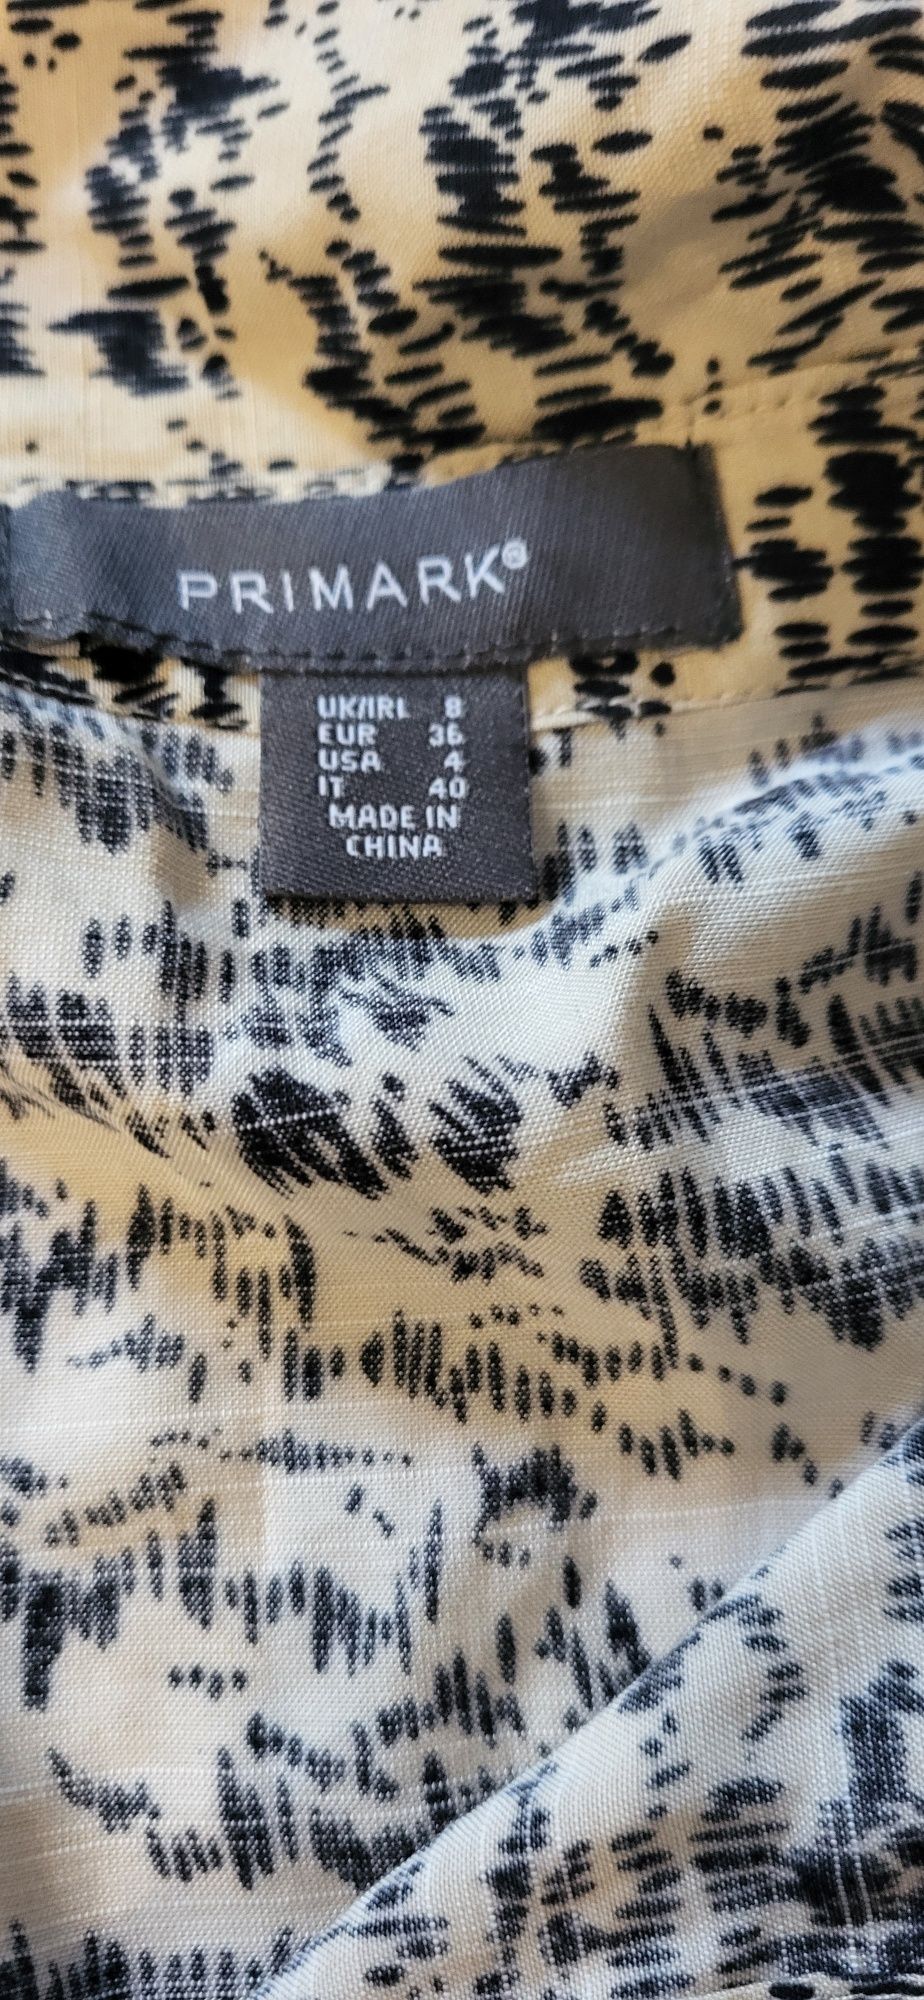 PRIMARK®
UK/IRL 8
EUR 36
USA 4
IT 40
MADE IN
CHINA